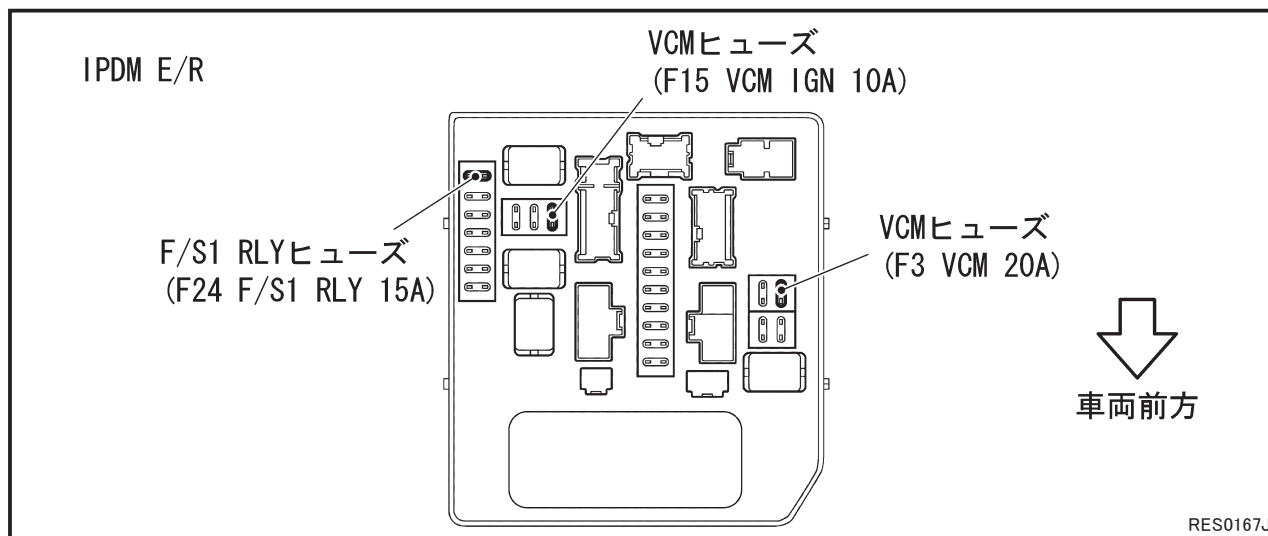 IPDM E/R
VCMヒューズ
(F15 VCM IGN 10A)
F/S1 RLYヒューズ
(F24 F/S1 RLY 15A)
VCMヒューズ
(F3 VCM 20A)
車両前方
RES0167J